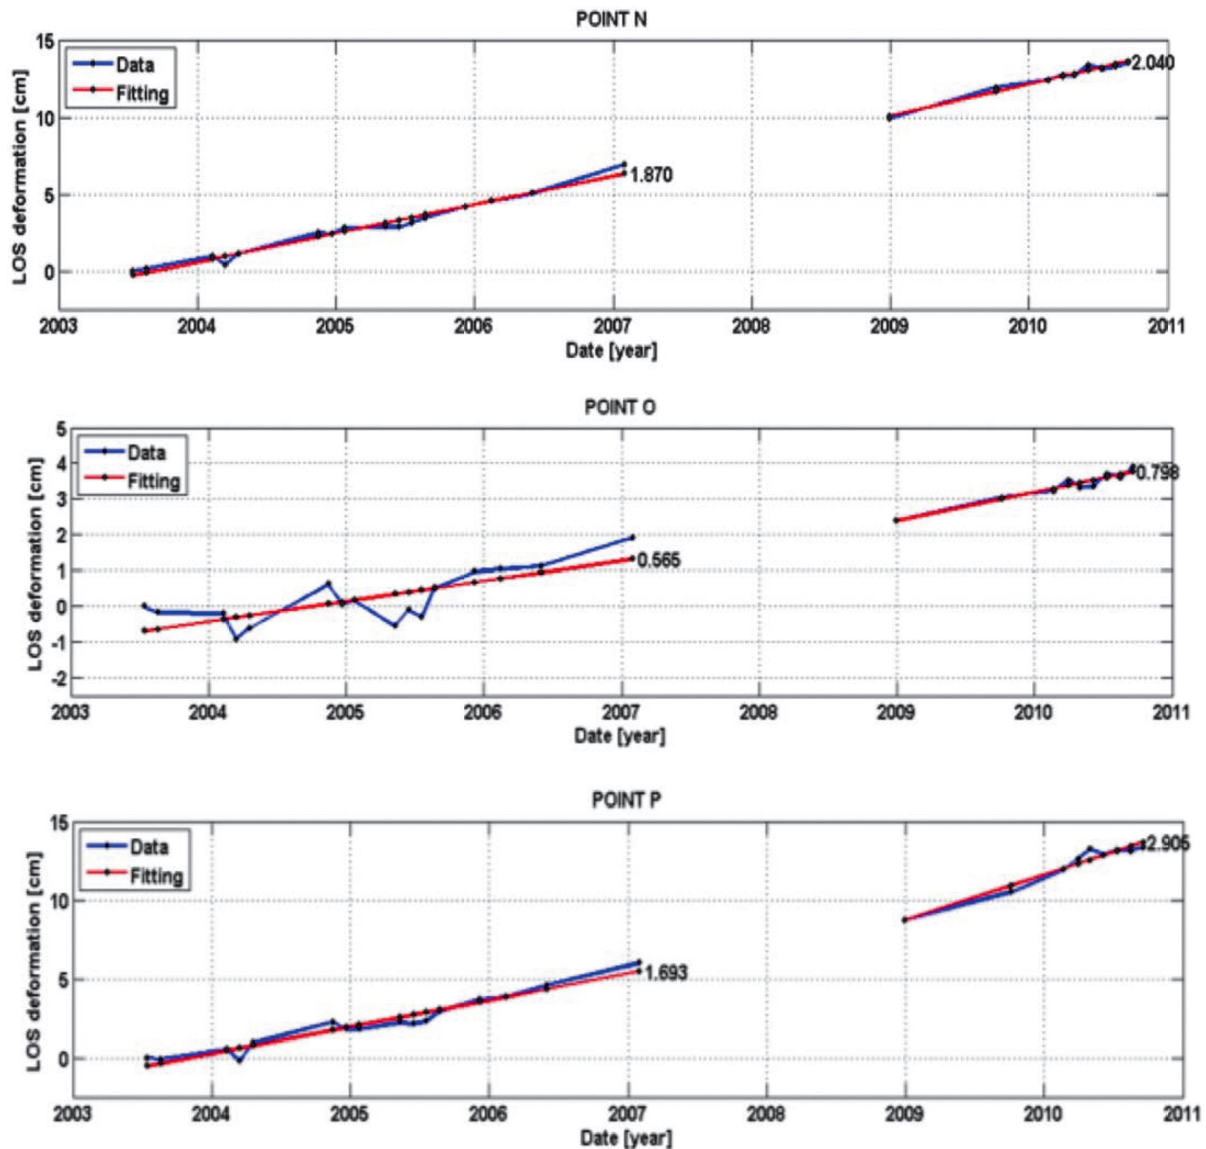 POINT N
15
10
5
0
LOS deformation [cm]
Data
Fitting
1.870
2.040
2003 2004 2005 2006 2007 2008 2009 2010 2011
Date [year]
POINT O
5
4
3
2
1
0
-1
-2
LOS deformation [cm]
Data
Fitting
0.565
0.798
2003 2004 2005 2006 2007 2008 2009 2010 2011
Date [year]
POINT P
15
10
5
0
LOS deformation [cm]
Data
Fitting
1.693
2.905
2003 2004 2005 2006 2007 2008 2009 2010 2011
Date [year]